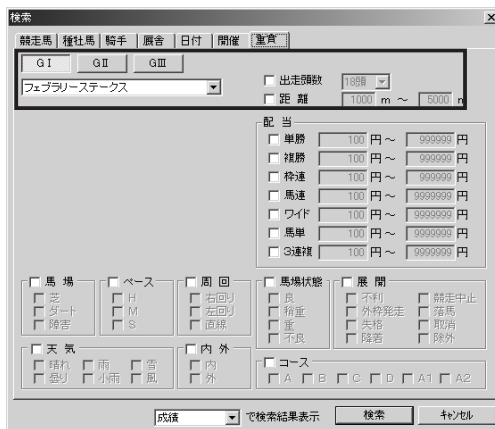 検索
競走馬 種牡馬 騎手 厩舎 日付 開催 重賞
GⅠ GⅡ GⅢ
フェブラリーステークス
出走頭数 18頭
距離 1000 m ～ 5000 m
配当
単勝 100 円～ 999999 円
複勝 100 円～ 999999 円
枠連 100 円～ 999999 円
馬連 100 円～ 9999999 円
ワイド 100 円～ 9999999 円
馬単 100 円～ 9999999 円
3連複 100 円～ 9999999 円
馬場
芝
ダート
障害
ペース
H
M
S
周回
右回り
左回り
直線
馬場状態
良
稍重
重
不良
展開
不利 競走中止
外枠発走 落馬
失格 取消
降着 除外
天気
晴れ 雨 雪
曇り 小雨 風
内外
内
外
コース
A B C D A1 A2
成績 で検索結果表示 検索 キャンセル